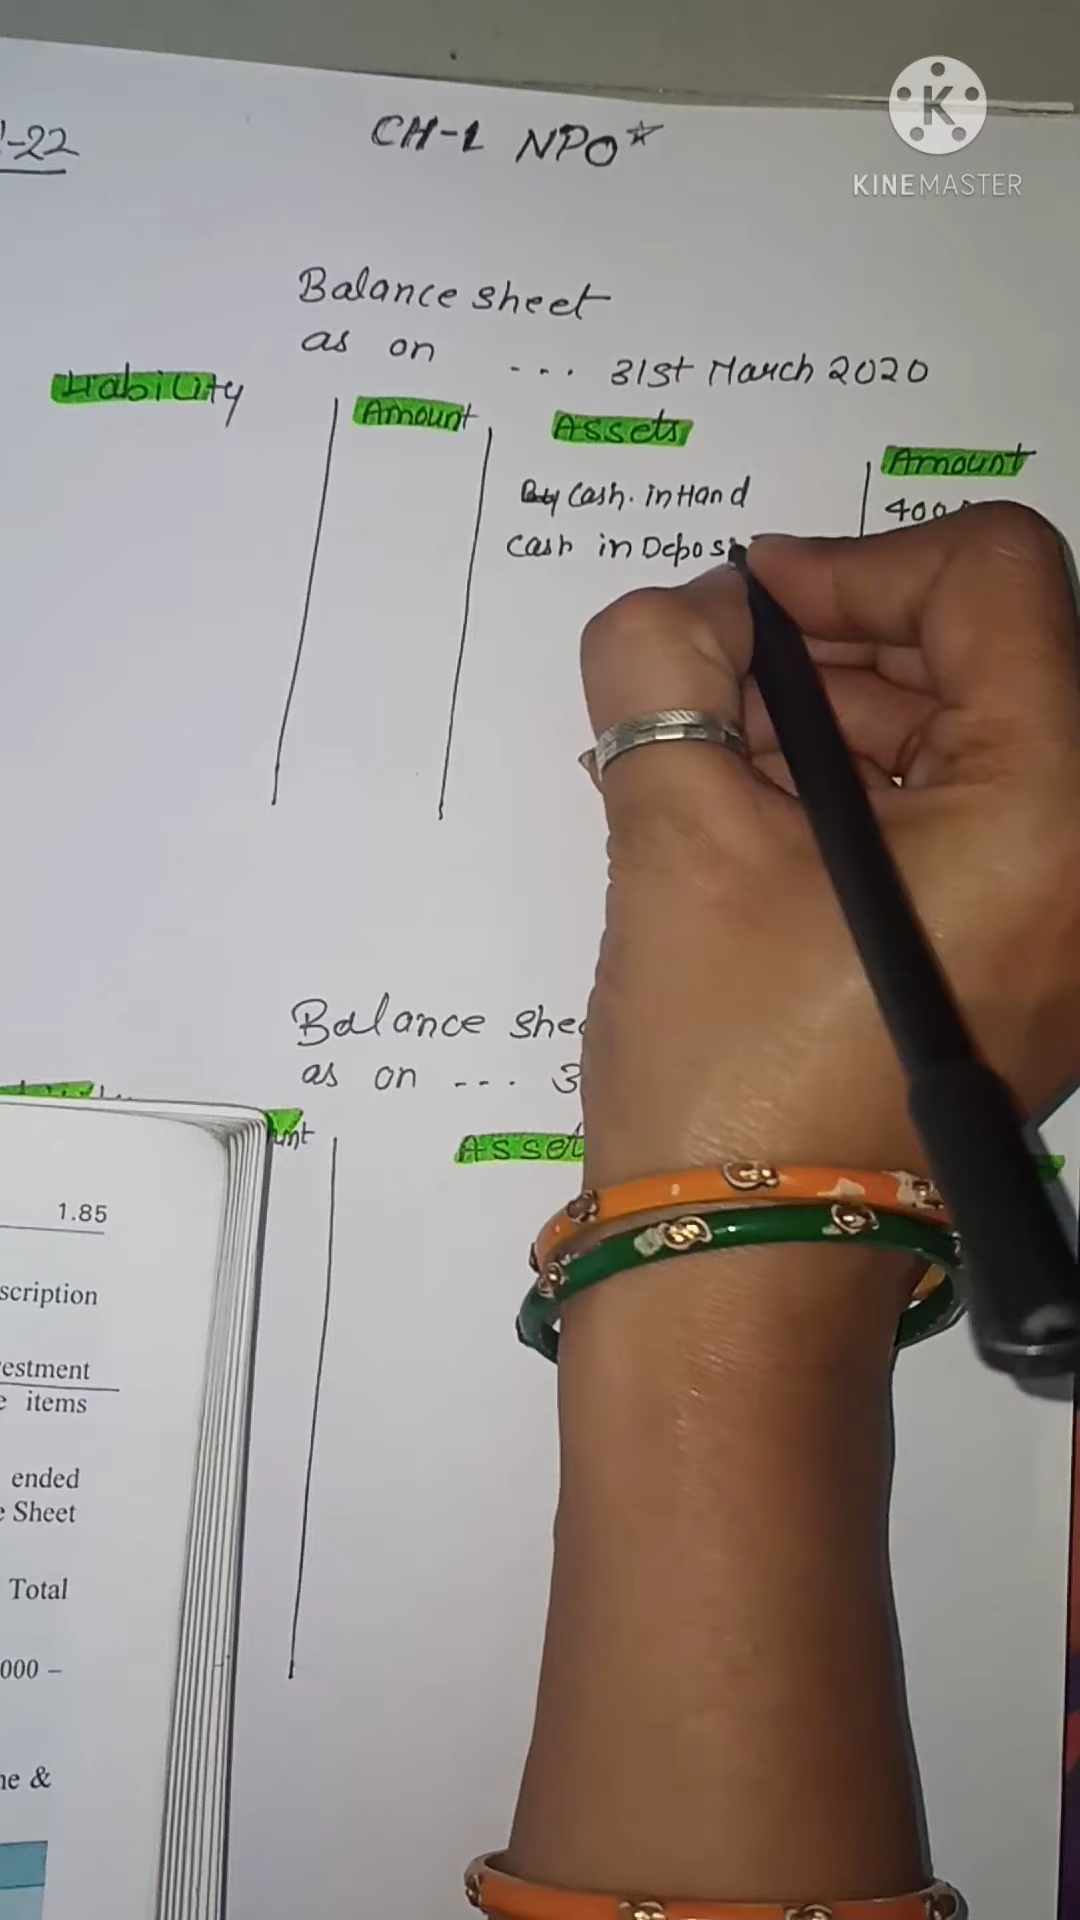 -22
CH-1 NPO*
KINEMASTER
Balance sheet
as on --- 31st March 2020
Liability Amount Assets Amount
By Cash. in Hand 400
Cash in Depos
Balance she
as on --- 3
Asset
1.85
scription
estment
e items
ended
e Sheet
Total
000 –
ne &